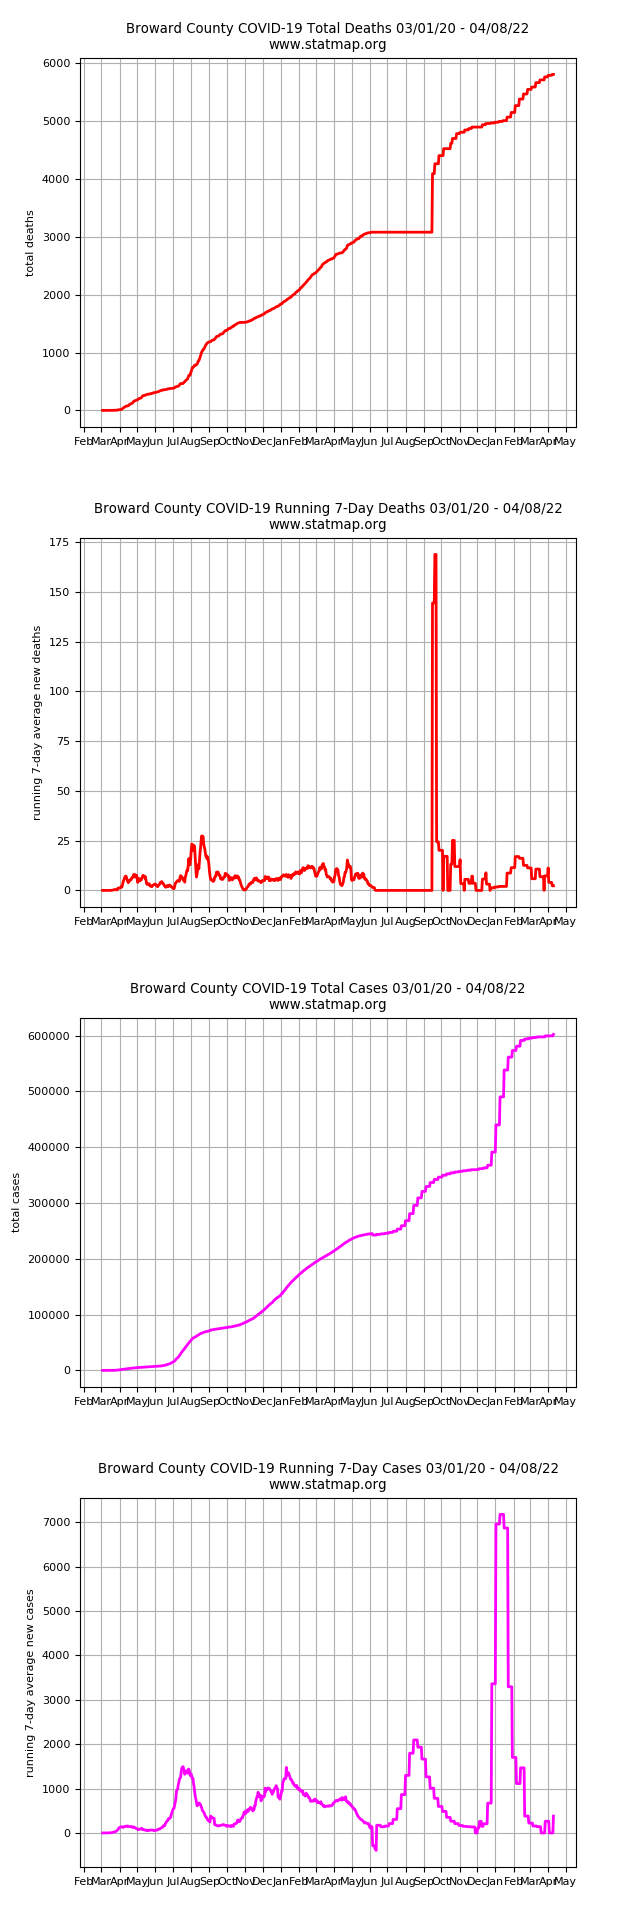 Broward County COVID-19 Total Deaths 03/01/20 - 04/08/22
www.statmap.org
6000
5000
4000
3000
2000
1000
0
total deaths
Feb Mar Apr May Jun Jul Aug Sep Oct Nov Dec Jan Feb Mar Apr May Jun Jul Aug Sep Oct Nov Dec Jan Feb Mar Apr May
Broward County COVID-19 Running 7-Day Deaths 03/01/20 - 04/08/22
www.statmap.org
175
150
125
100
75
50
25
0
running 7-day average new deaths
Feb Mar Apr May Jun Jul Aug Sep Oct Nov Dec Jan Feb Mar Apr May Jun Jul Aug Sep Oct Nov Dec Jan Feb Mar Apr May
Broward County COVID-19 Total Cases 03/01/20 - 04/08/22
www.statmap.org
600000
500000
400000
300000
200000
100000
0
total cases
Feb Mar Apr May Jun Jul Aug Sep Oct Nov Dec Jan Feb Mar Apr May Jun Jul Aug Sep Oct Nov Dec Jan Feb Mar Apr May
Broward County COVID-19 Running 7-Day Cases 03/01/20 - 04/08/22
www.statmap.org
7000
6000
5000
4000
3000
2000
1000
0
running 7-day average new cases
Feb Mar Apr May Jun Jul Aug Sep Oct Nov Dec Jan Feb Mar Apr May Jun Jul Aug Sep Oct Nov Dec Jan Feb Mar Apr May